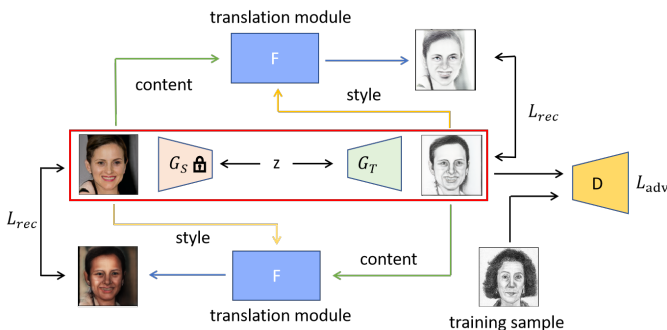 translation module
F
content
style
L_rec
G_S
z
G_T
D
L_adv
L_rec
style
F
content
translation module
training sample